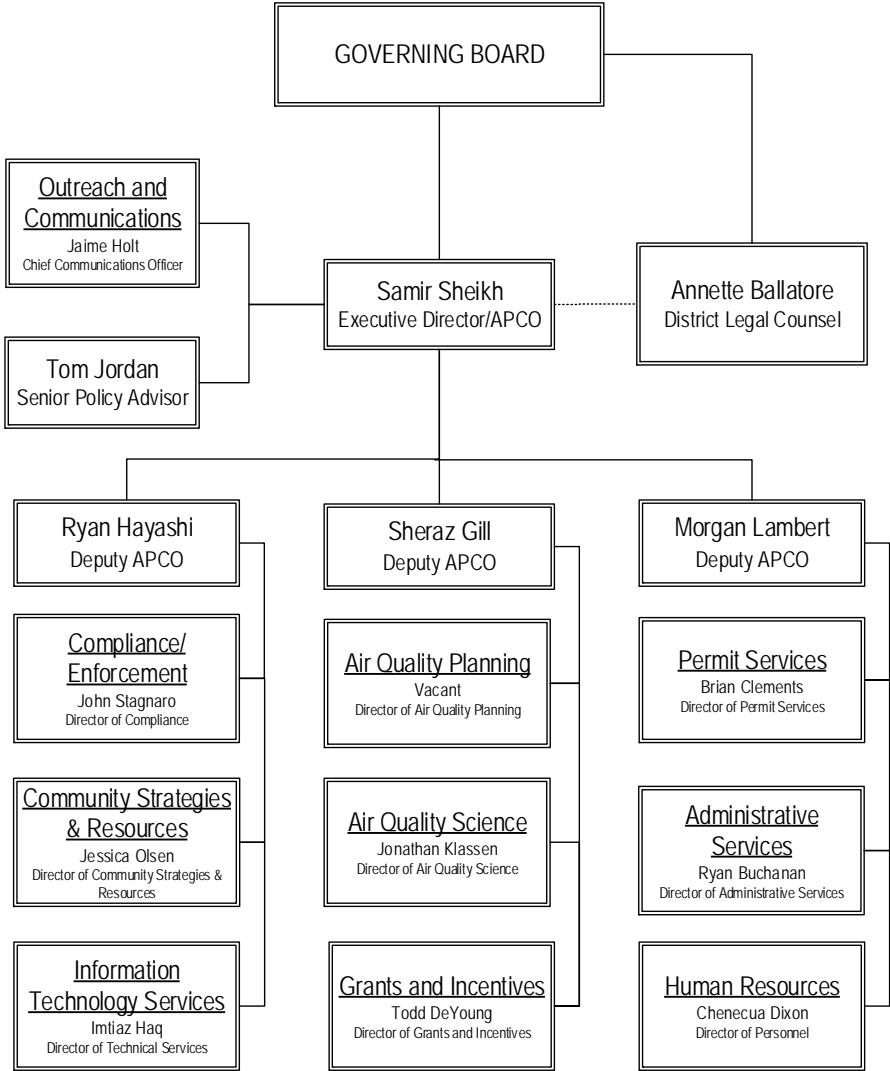 GOVERNING BOARD
Outreach and
Communications
Jaime Holt
Chief Communications Officer
Samir Sheikh
Executive Director/APCO
Annette Ballatore
District Legal Counsel
Tom Jordan
Senior Policy Advisor
Ryan Hayashi
Deputy APCO
Sheraz Gill
Deputy APCO
Morgan Lambert
Deputy APCO
Compliance/
Enforcement
John Stagnaro
Director of Compliance
Air Quality Planning
Vacant
Director of Air Quality Planning
Permit Services
Brian Clements
Director of Permit Services
Community Strategies
& Resources
Jessica Olsen
Director of Community Strategies &
Resources
Air Quality Science
Jonathan Klassen
Director of Air Quality Science
Administrative
Services
Ryan Buchanan
Director of Administrative Services
Information
Technology Services
Imtiaz Haq
Director of Technical Services
Grants and Incentives
Todd DeYoung
Director of Grants and Incentives
Human Resources
Chenecua Dixon
Director of Personnel